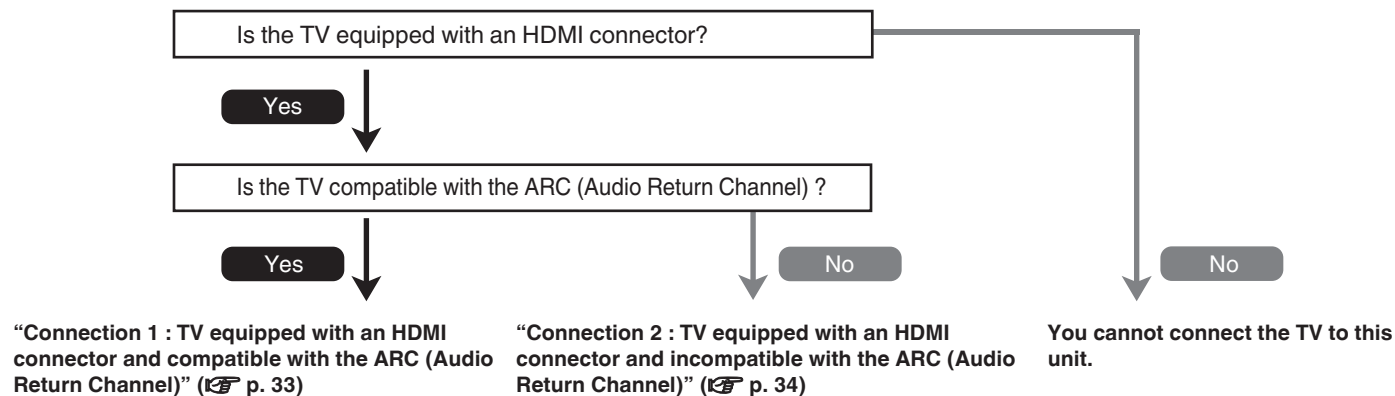 Is the TV equipped with an HDMI connector?
Yes
Is the TV compatible with the ARC (Audio Return Channel) ?
Yes
No
No
“Connection 1 : TV equipped with an HDMI
connector and compatible with the ARC (Audio
Return Channel)” (☞ p. 33)
“Connection 2 : TV equipped with an HDMI
connector and incompatible with the ARC (Audio
Return Channel)” (☞ p. 34)
You cannot connect the TV to this
unit.